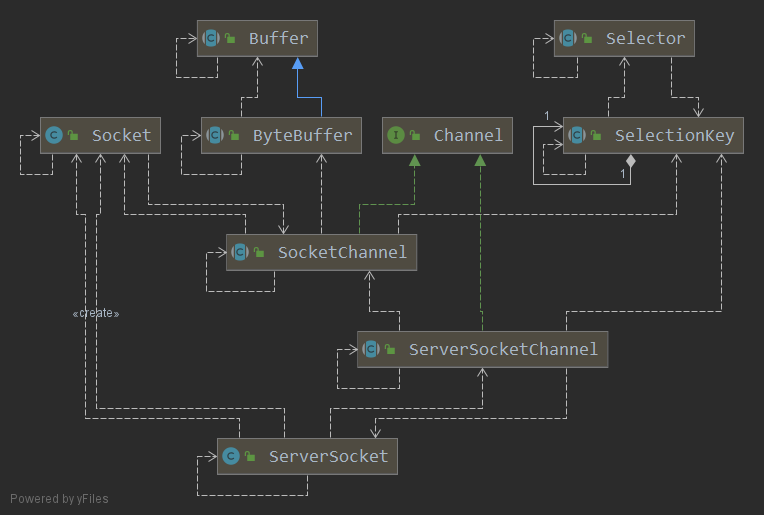 Buffer
Selector
Socket
ByteBuffer
Channel
1
SelectionKey
1
SocketChannel
«create»
ServerSocketChannel
ServerSocket
Powered by yFiles